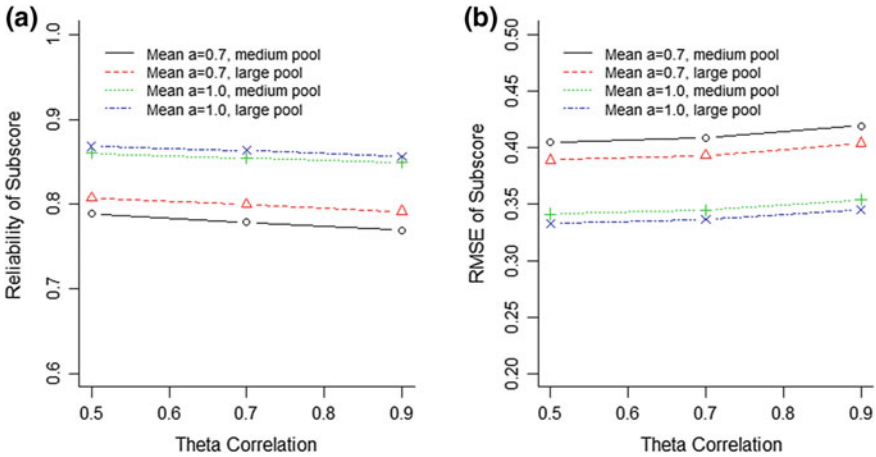 (a)
Reliability of Subscore
1.0
0.9
0.8
0.7
0.6
Mean a=0.7, medium pool
Mean a=0.7, large pool
Mean a=1.0, medium pool
Mean a=1.0, large pool
0.5 0.6 0.7 0.8 0.9
Theta Correlation
(b)
RMSE of Subscore
0.50
0.45
0.40
0.35
0.30
0.25
0.20
Mean a=0.7, medium pool
Mean a=0.7, large pool
Mean a=1.0, medium pool
Mean a=1.0, large pool
0.5 0.6 0.7 0.8 0.9
Theta Correlation